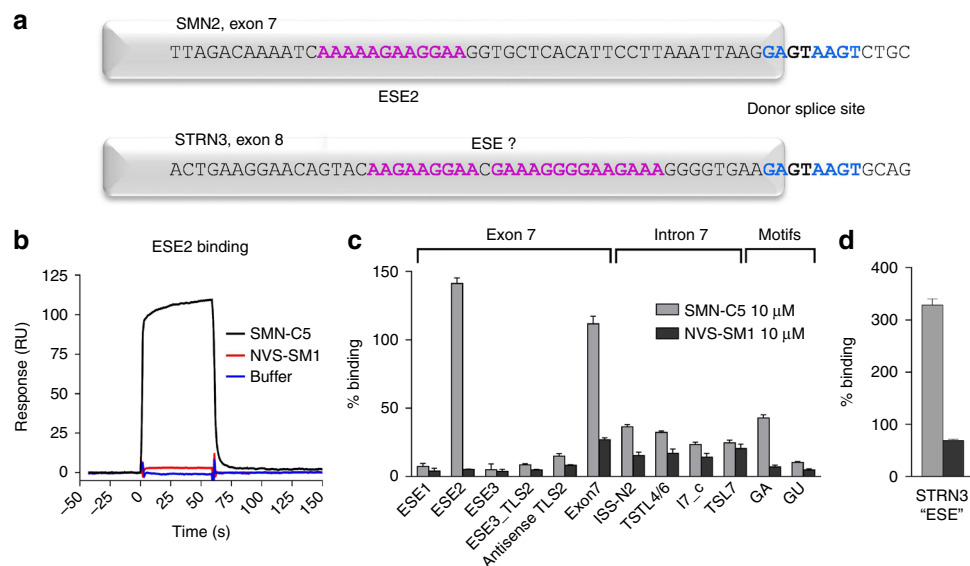 a
SMN2, exon 7
TTAGACAAAATCAAAAAGAAGGAAGGTGCTCACATTCCTTAAATTAAGGAGTAAGTCTGC
ESE2
Donor splice site
STRN3, exon 8
ESE ?
ACTGAAGGAACAGTACAAGAAGGAACGAAAGGGGAAGAAAGGGGTGAAGAGTAAGTGCAG
b
ESE2 binding
Response (RU)
125
100
75
50
25
0
-50
-25
0
25
50
75
100
125
150
Time (s)
SMN-C5
NVS-SM1
Buffer
c
Exon 7
Intron 7
Motifs
% binding
150
100
50
0
SMN-C5 10 µM
NVS-SM1 10 µM
ESE1
ESE2
ESE3
ESE3_TLS2
Antisense TLS2
Exon7
ISS-N2
TSTL4/6
I7_c
TSL7
GA
GU
d
% binding
400
300
200
100
0
STRN3
“ESE”